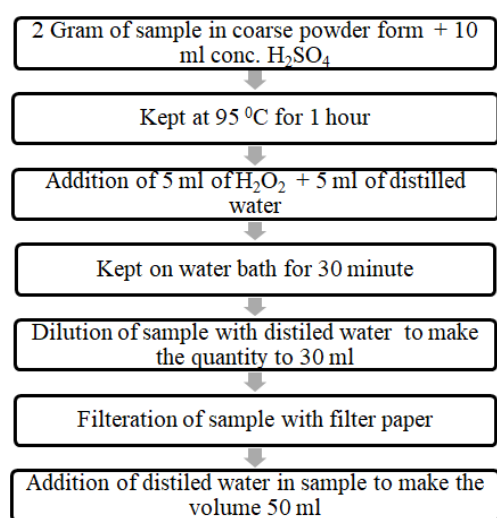 2 Gram of sample in coarse powder form + 10
ml conc. H₂SO₄
Kept at 95 ⁰C for 1 hour
Addition of 5 ml of H₂O₂ + 5 ml of distilled
water
Kept on water bath for 30 minute
Dilution of sample with distiled water to make
the quantity to 30 ml
Filteration of sample with filter paper
Addition of distiled water in sample to make the
volume 50 ml